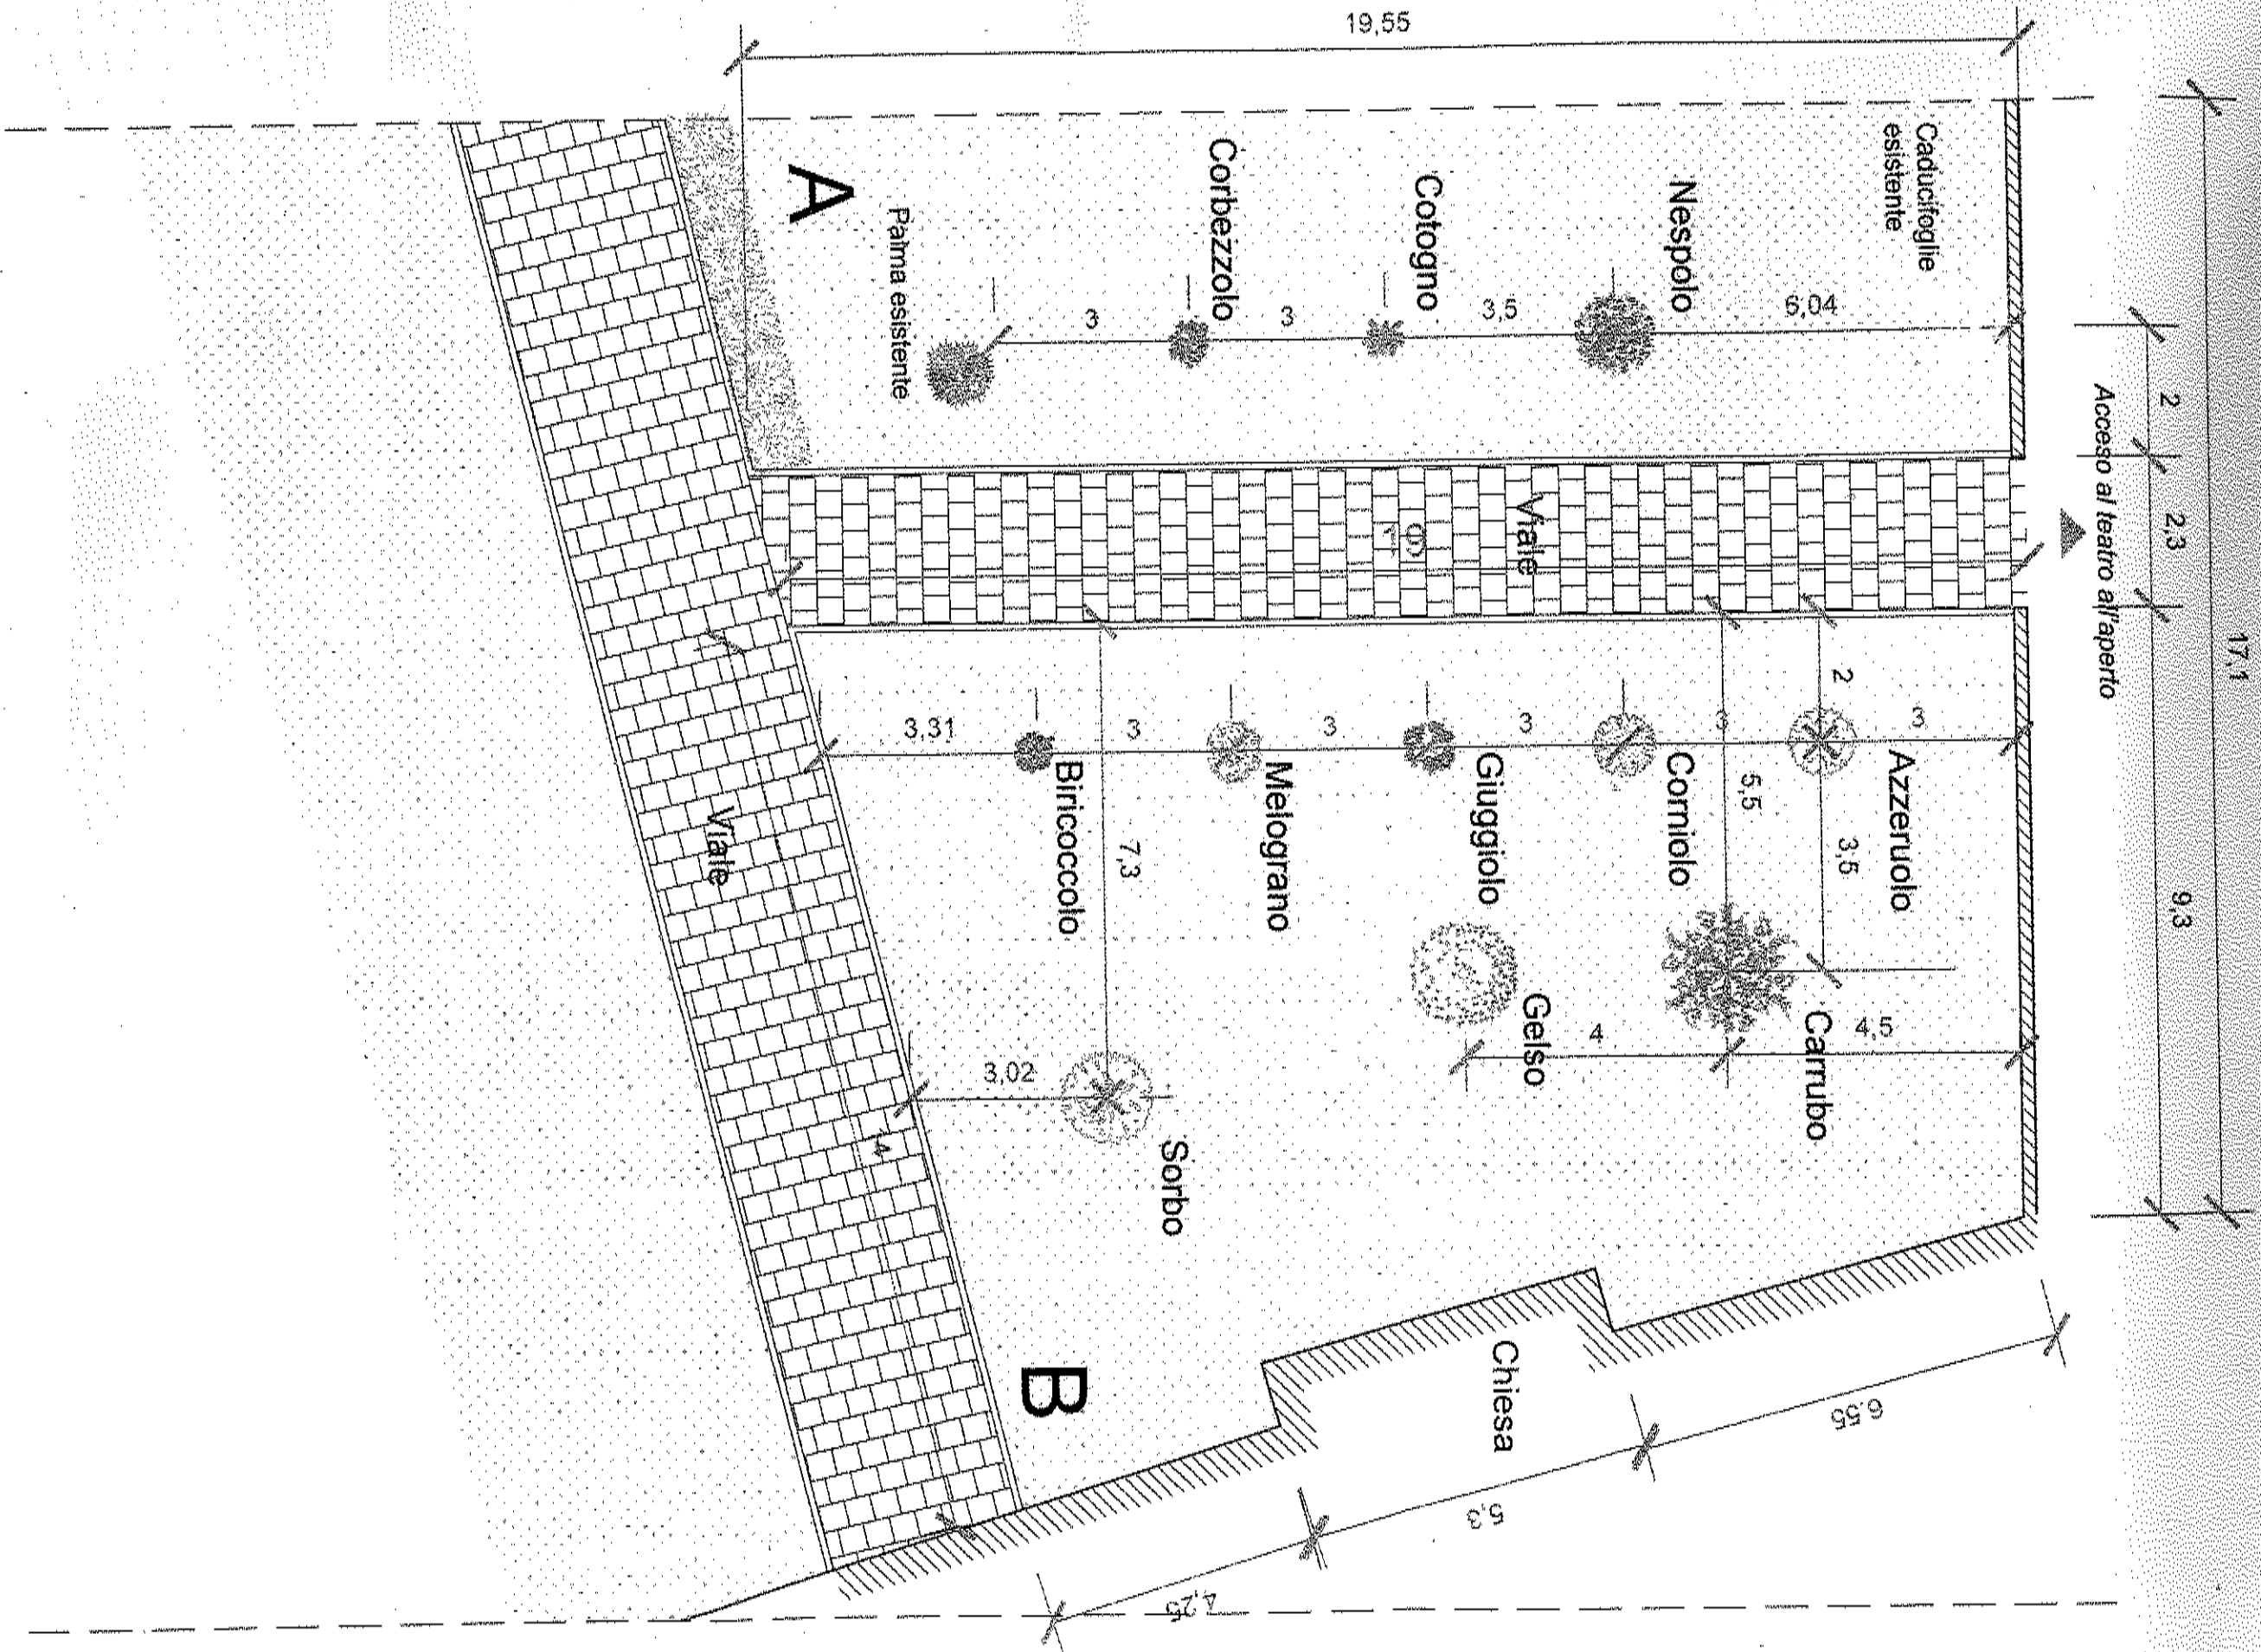 19,55
17,1
2
2,3
9,3
Acceso al teatro all'aperto
Caducifoglie
esistente
Nespolo
Cotogno
Corbezzolo
Palma esistente
A
6,04
3,5
3
3
Viale
19
Azzeruolo
Corniolo
Giuggiolo
Melograno
Biricoccolo
3
3
3
3
3
3,31
2
3,5
5,5
7,3
Carrubo
Gelso
4,5
4
Sorbo
3,02
Viale
14
B
Chiesa
6,55
5,3
4,25